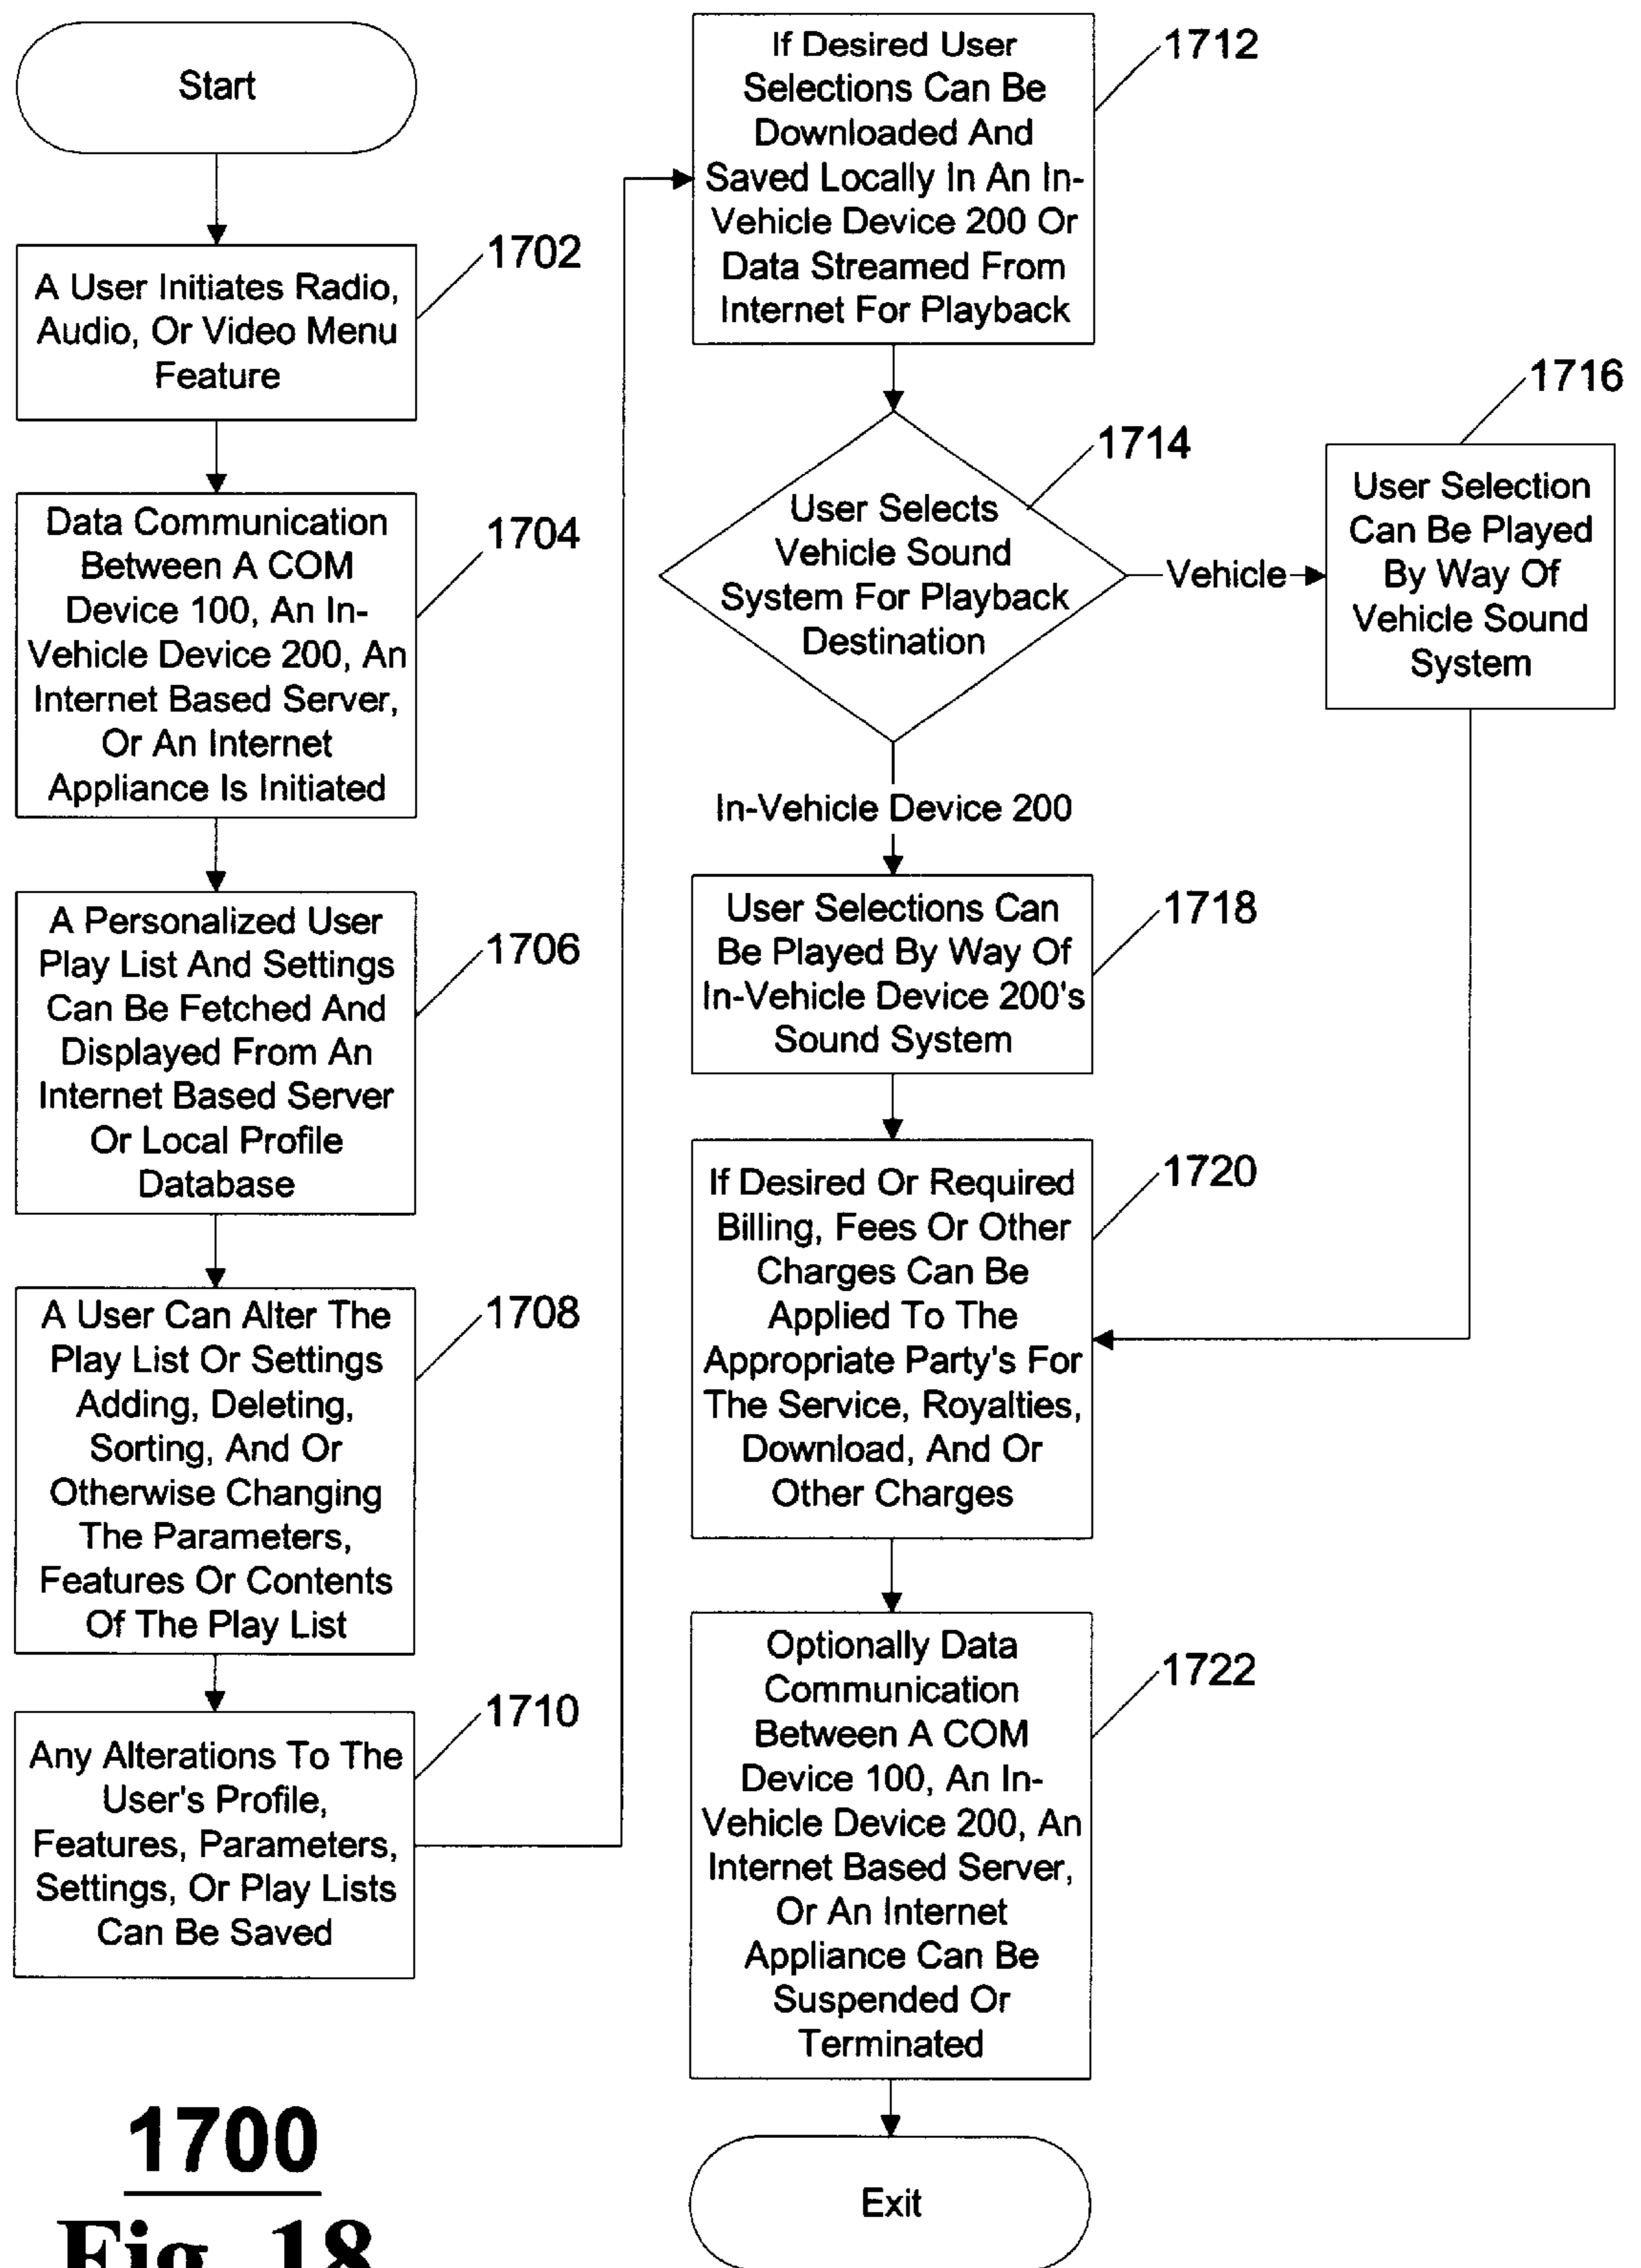 Start
1702
A User Initiates Radio,
Audio, Or Video Menu
Feature
1704
Data Communication
Between A COM
Device 100, An In-
Vehicle Device 200, An
Internet Based Server,
Or An Internet
Appliance Is Initiated
1706
A Personalized User
Play List And Settings
Can Be Fetched And
Displayed From An
Internet Based Server
Or Local Profile
Database
1708
A User Can Alter The
Play List Or Settings
Adding, Deleting,
Sorting, And Or
Otherwise Changing
The Parameters,
Features Or Contents
Of The Play List
1710
Any Alterations To The
User's Profile,
Features, Parameters,
Settings, Or Play Lists
Can Be Saved
1712
If Desired User
Selections Can Be
Downloaded And
Saved Locally In An In-
Vehicle Device 200 Or
Data Streamed From
Internet For Playback
1714
User Selects
Vehicle Sound
System For Playback
Destination
Vehicle
1716
User Selection
Can Be Played
By Way Of
Vehicle Sound
System
In-Vehicle Device 200
1718
User Selections Can
Be Played By Way Of
In-Vehicle Device 200's
Sound System
1720
If Desired Or Required
Billing, Fees Or Other
Charges Can Be
Applied To The
Appropriate Party's For
The Service, Royalties,
Download, And Or
Other Charges
1722
Optionally Data
Communication
Between A COM
Device 100, An In-
Vehicle Device 200, An
Internet Based Server,
Or An Internet
Appliance Can Be
Suspended Or
Terminated
Exit
1700
Fig. 18